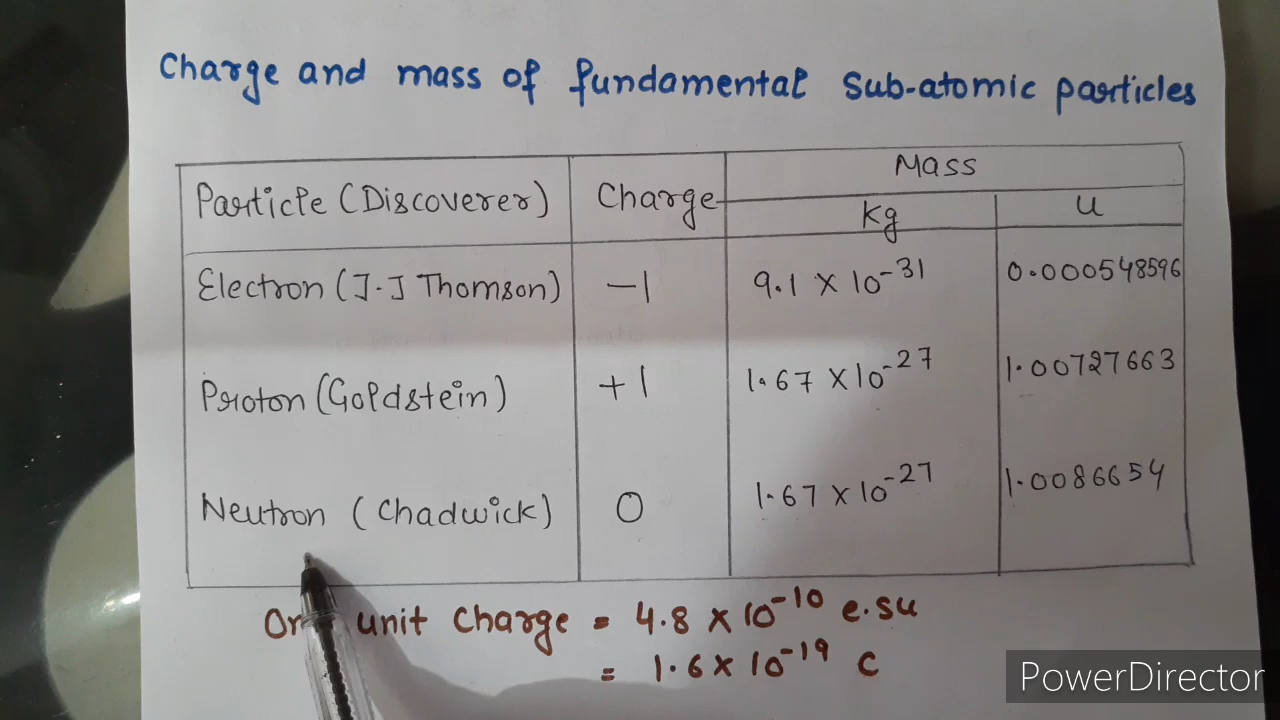 Charge and mass of fundamental sub-atomic particles
Particle (Discoverer) Charge Mass
Kg u
Electron (J.J Thomson) -1 9.1 x 10^-31 0.000548596
Proton (Goldstein) +1 1.67 x 10^-27 1.00727663
Neutron (Chadwick) 0 1.67 x 10^-27 1.0086654
unit charge = 4.8 x 10^-10 e.su
= 1.6 x 10^-19 C
PowerDirector